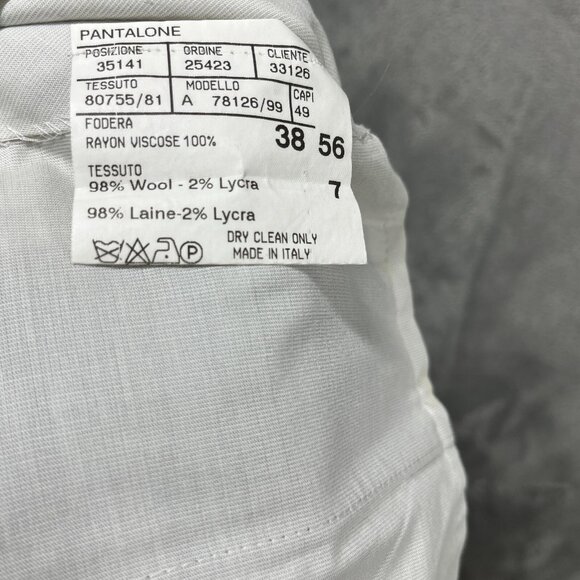 PANTALONE
POSIZIONE ORDINE CLIENTE
35141 25423 33126
TESSUTO MODELLO CAPI
80755/81 A 78126/99 49
FODERA
RAYON VISCOSE 100% 38 56
TESSUTO
98% Wool - 2% Lycra 7
98% Laine-2% Lycra
DRY CLEAN ONLY
P MADE IN ITALY